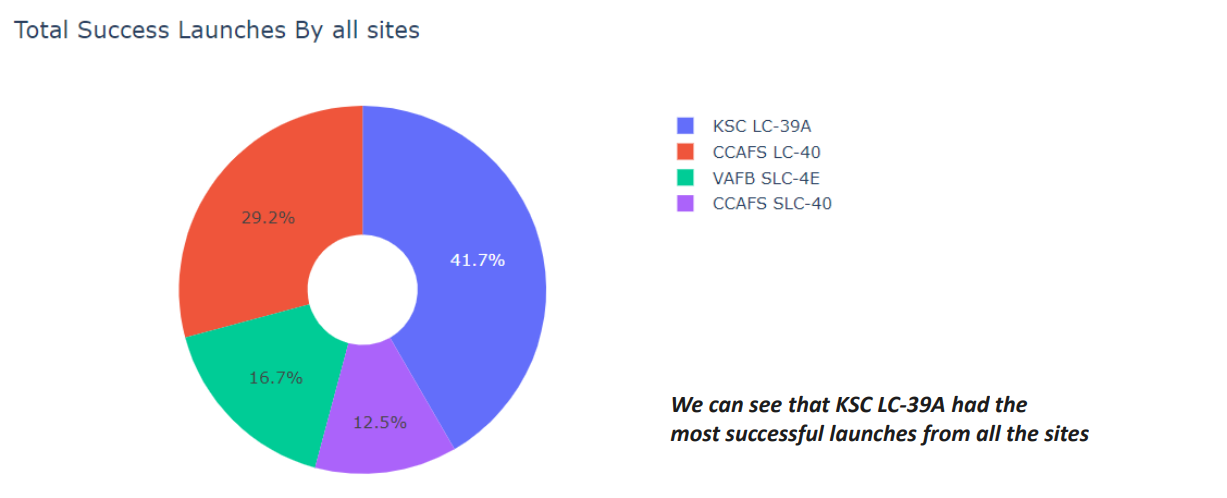 Total Success Launches By all sites
KSC LC-39A
CCAFS LC-40
VAFB SLC-4E
CCAFS SLC-40
29.2%
41.7%
16.7%
12.5%
We can see that KSC LC-39A had the
most successful launches from all the sites